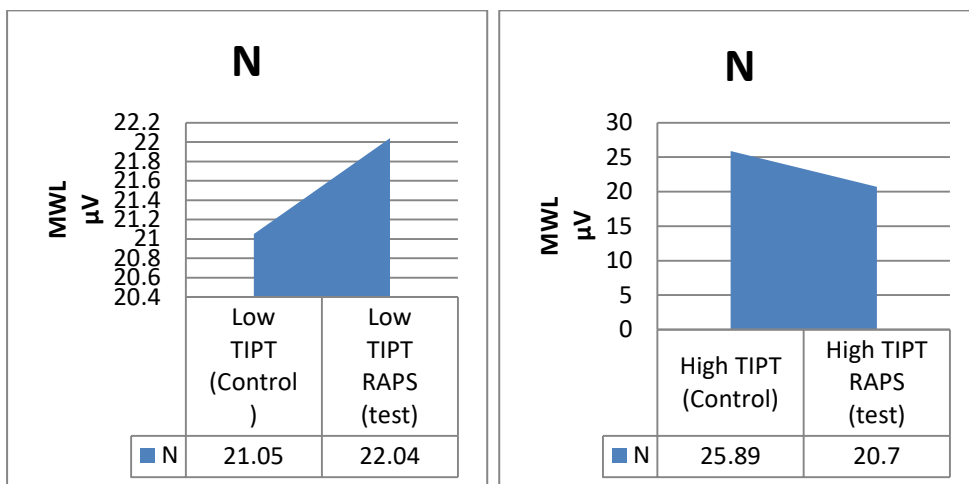 N
MWL
µV
22.2
22
21.8
21.6
21.4
21.2
21
20.8
20.6
20.4
Low
TIPT
(Control
)
Low
TIPT
RAPS
(test)
N 21.05 22.04
N
MWL
µV
30
25
20
15
10
5
0
High TIPT
(Control)
High TIPT
RAPS
(test)
N 25.89 20.7